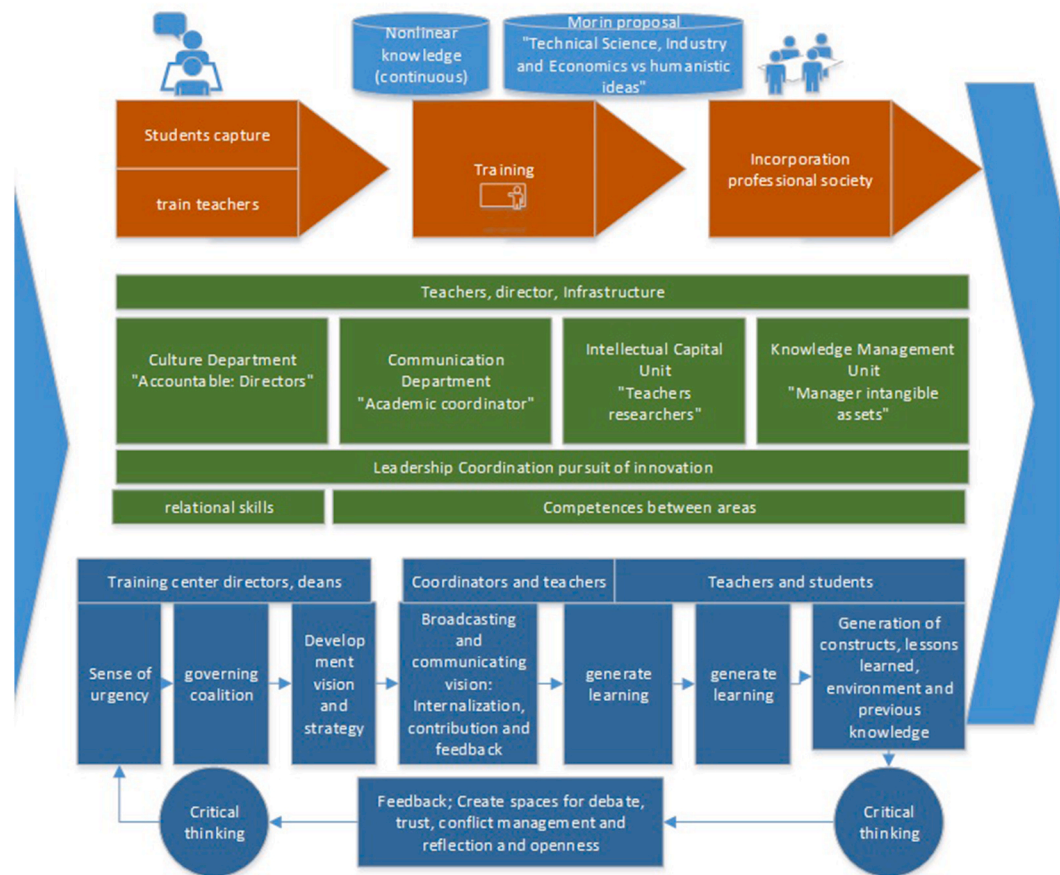 Nonlinear
knowledge
(continuous)
Morin proposal
"Technical Science, Industry
and Economics vs humanistic
ideas"
Students capture
train teachers
Training
Incorporation
professional society
Teachers, director, Infrastructure
Culture Department
"Accountable: Directors"
Communication
Department
"Academic coordinator"
Intellectual Capital
Unit
"Teachers
researchers"
Knowledge Management
Unit
"Manager intangible
assets"
Leadership Coordination pursuit of innovation
relational skills
Competences between areas
Training center directors, deans
Coordinators and teachers
Teachers and students
Sense of
urgency
governing
coalition
Develop
ment
vision
and
strategy
Broadcasting
and
communicating
vision:
Internalization,
contribution and
feedback
generate
learning
generate
learning
Generation of
constructs, lessons
learned,
environment and
previous
knowledge
Critical
thinking
Feedback; Create spaces for debate,
trust, conflict management and
reflection and openness
Critical
thinking